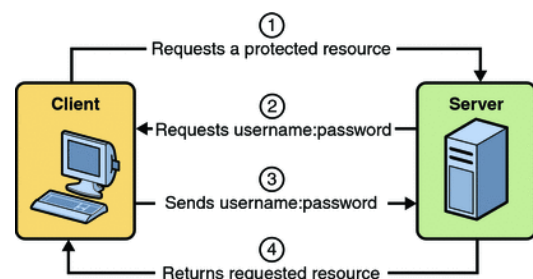 1
Requests a protected resource
Client
Server
2
Requests username:password
3
Sends username:password
4
Returns requested resource